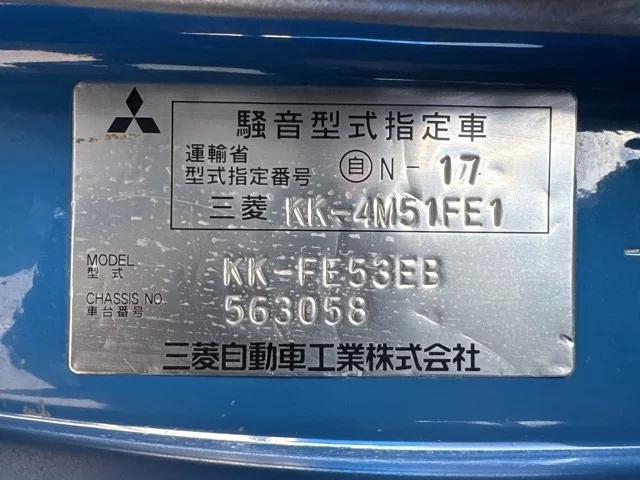 騒音型式指定車
運輸省
型式指定番号 自 N-17
三菱 KK-4M51FE1
MODEL
型式 KK-FE53EB
CHASSIS NO.
車台番号 563058
三菱自動車工業株式会社